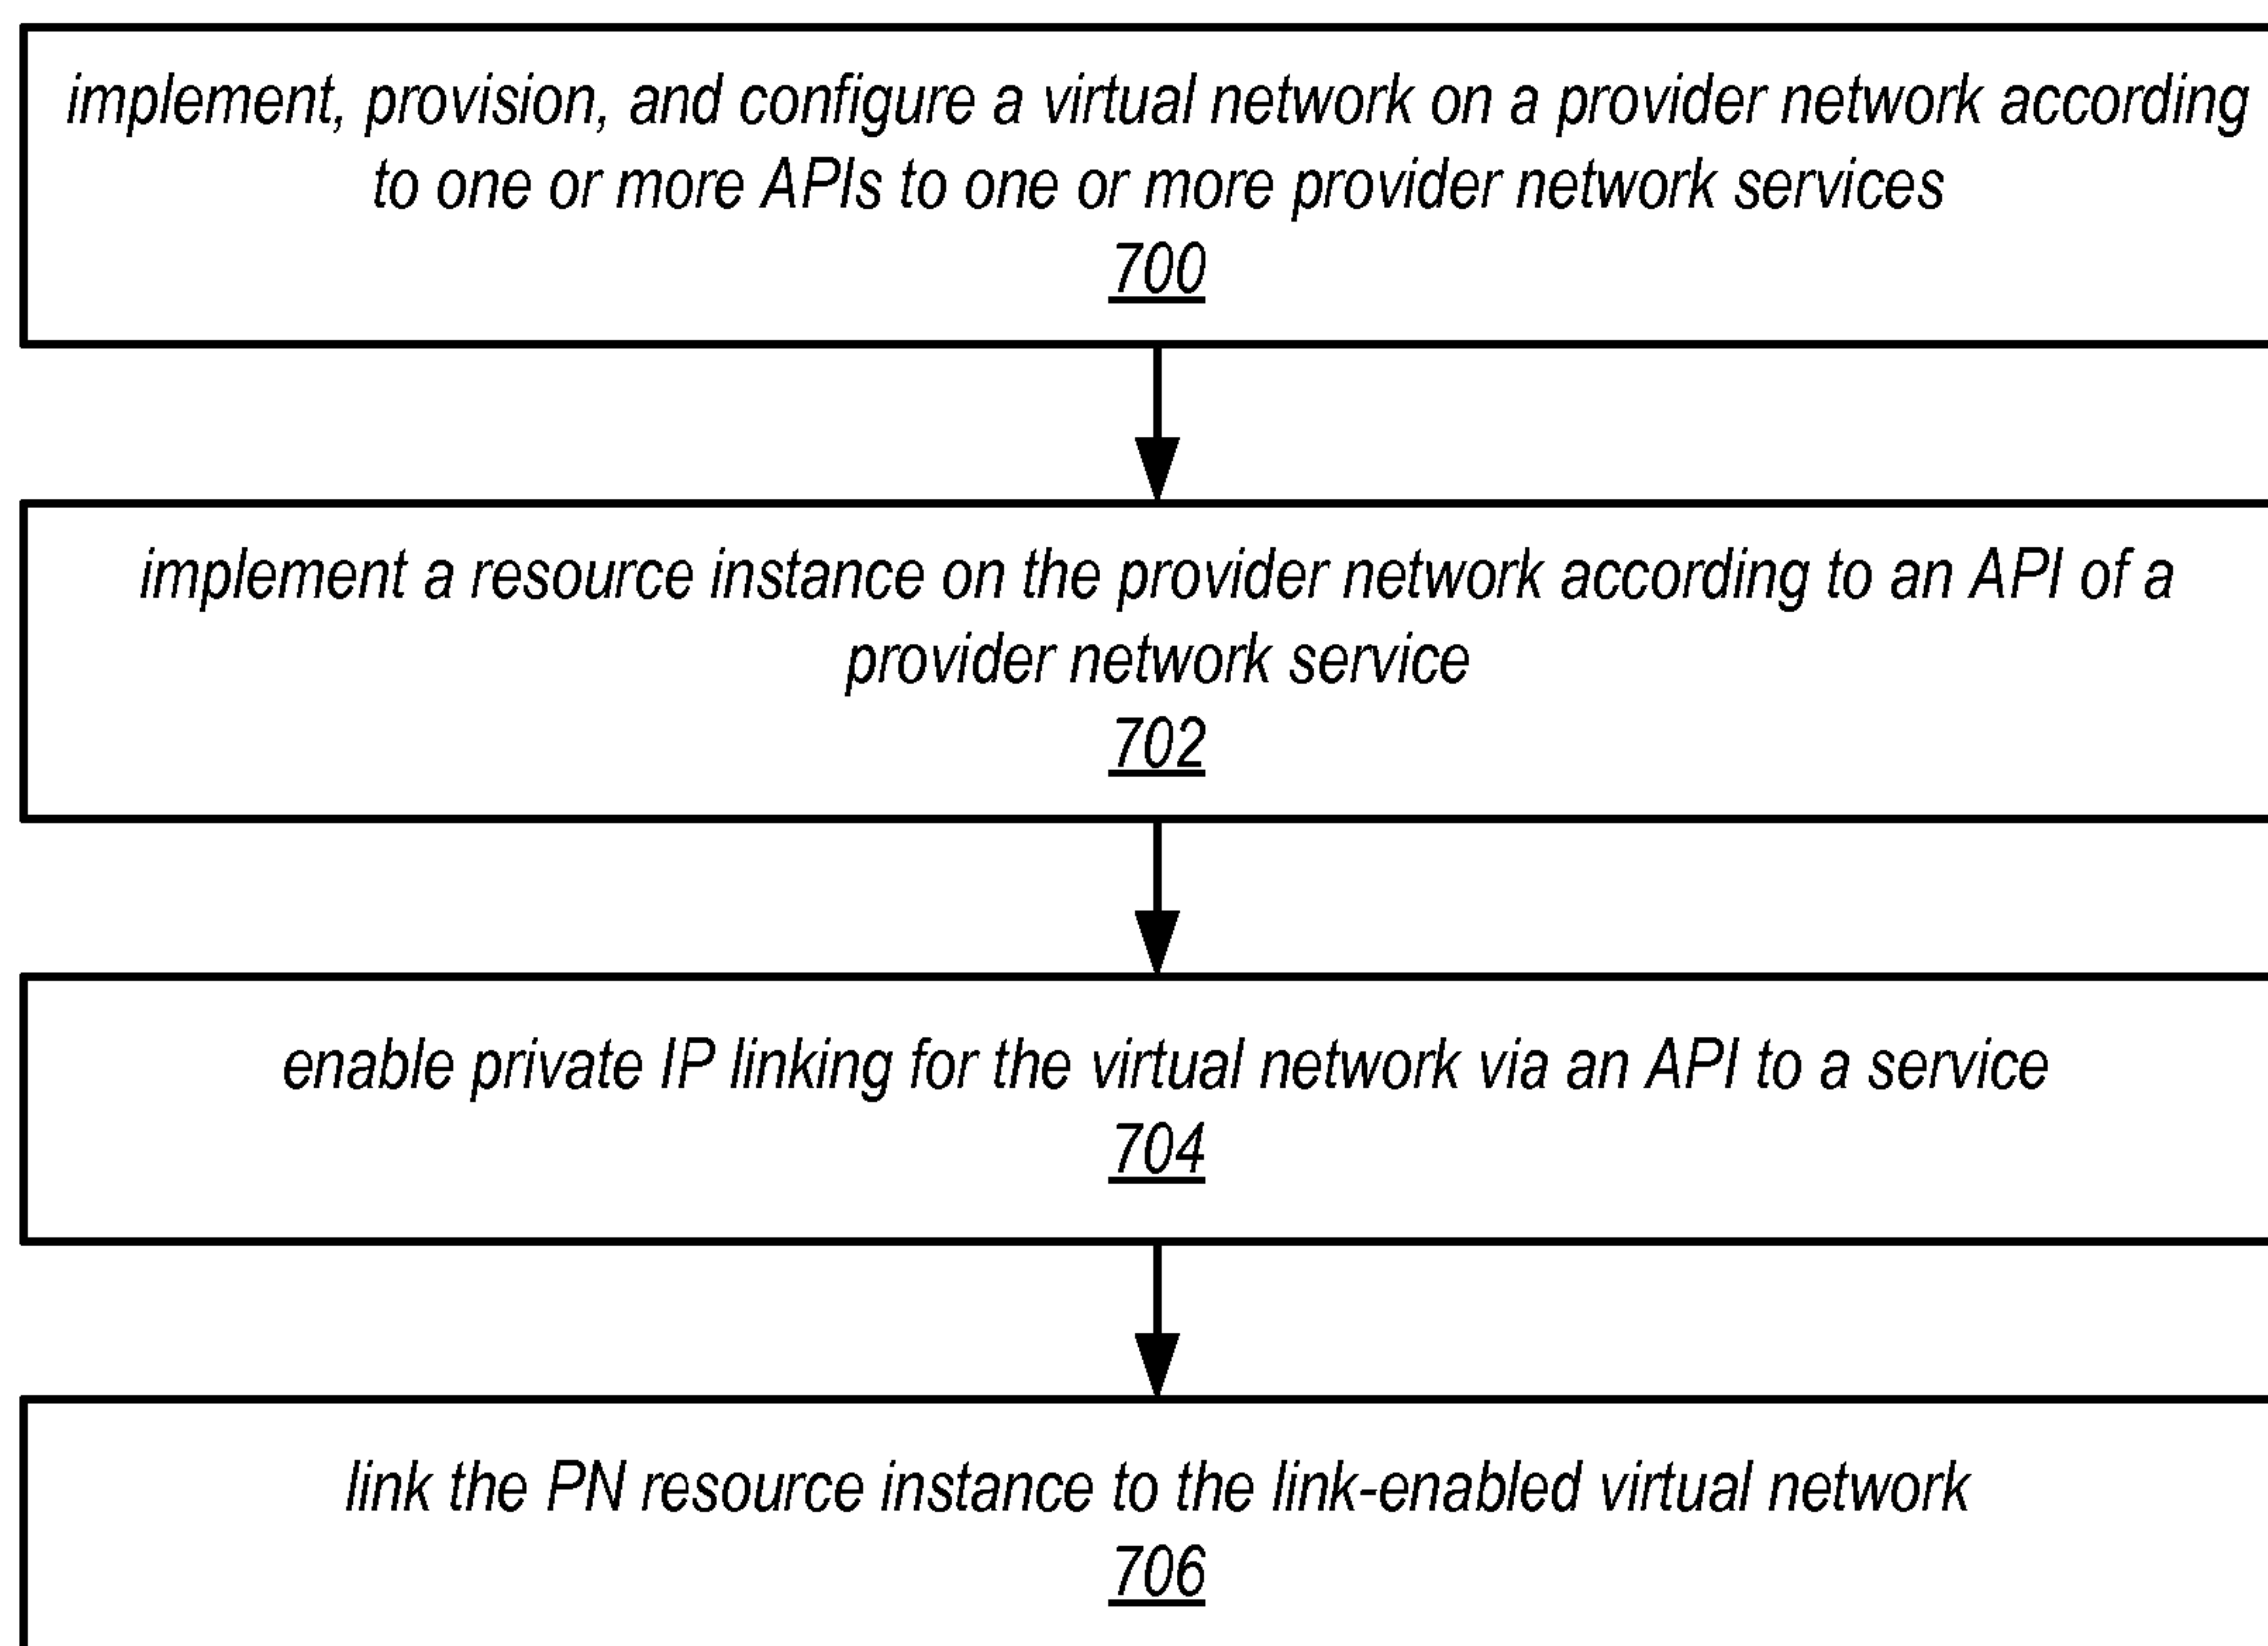 implement, provision, and configure a virtual network on a provider network according
to one or more APIs to one or more provider network services
700
implement a resource instance on the provider network according to an API of a
provider network service
702
enable private IP linking for the virtual network via an API to a service
704
link the PN resource instance to the link-enabled virtual network
706